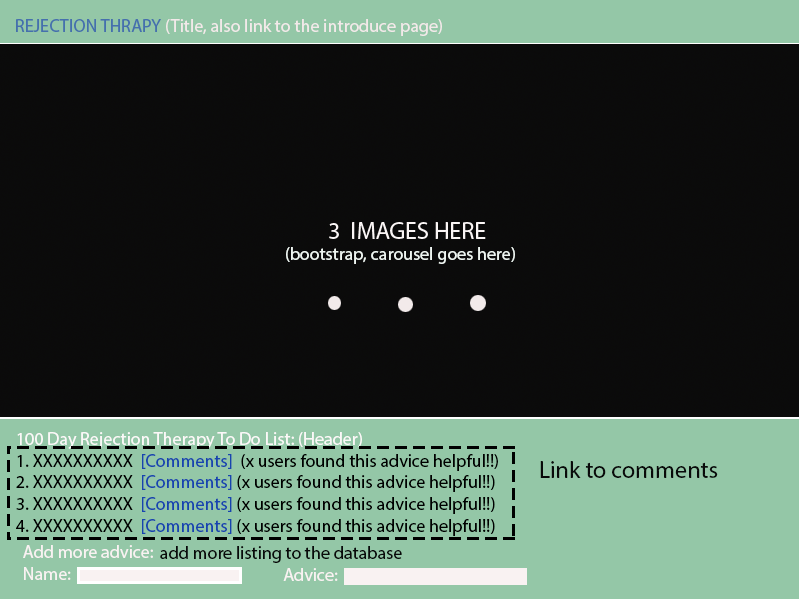 REJECTION THRAPY (Title, also link to the introduce page)
3 IMAGES HERE
(bootstrap, carousel goes here)
100 Day Rejection Therapy To Do List: (Header)
1. XXXXXXXXXX [Comments] (x users found this advice helpful!!)
2. XXXXXXXXXX [Comments] (x users found this advice helpful!!)
3. XXXXXXXXXX [Comments] (x users found this advice helpful!!)
4. XXXXXXXXXX [Comments] (x users found this advice helpful!!)
Link to comments
Add more advice: add more listing to the database
Name: Advice: